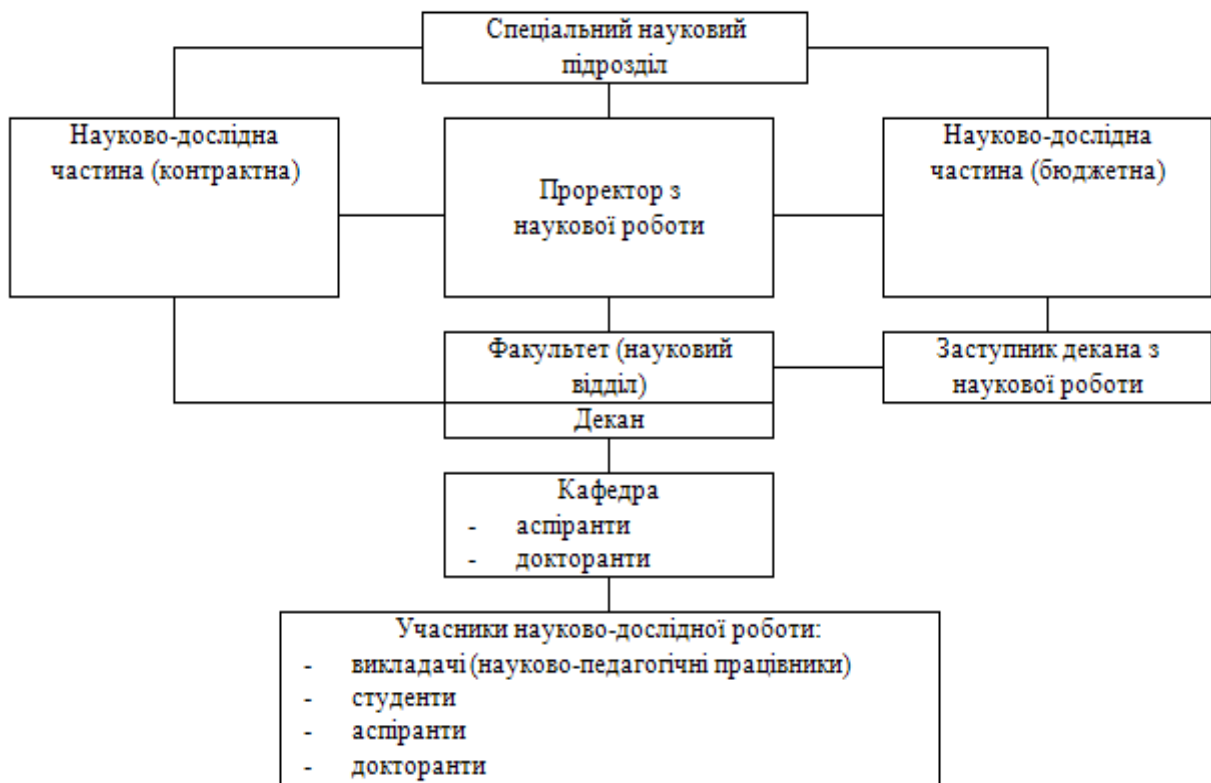 Спеціальний науковий
підрозділ
Науково-дослідна
частина (контрактна)
Проректор з
наукової роботи
Науково-дослідна
частина (бюджетна)
Факультет (науковий
відділ)
Декан
Заступник декана з
наукової роботи
Кафедра
- аспіранти
- докторанти
Учасники науково-дослідної роботи:
- викладачі (науково-педагогічні працівники)
- студенти
- аспіранти
- докторанти